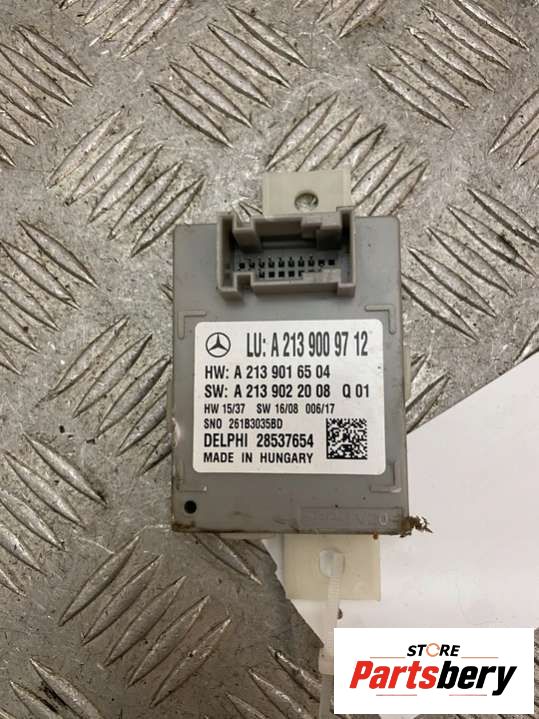 LU: A 213 900 97 12
HW: A 213 901 65 04
SW: A 213 902 20 08 Q 01
HW 15/37 SW 16/08 006/17
SNO 261B3035BD
DELPHI 28537654
MADE IN HUNGARY
STORE
Partsbery